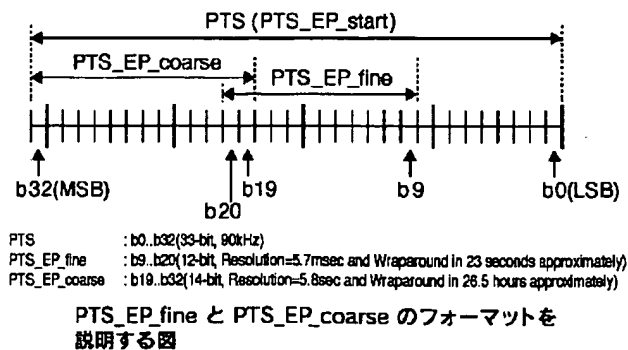 PTS (PTS_EP_start)
PTS_EP_coarse
PTS_EP_fine
b32(MSB)
b20
b19
b9
b0(LSB)
PTS : b0..b32(33-bit, 90kHz)
PTS_EP_fine : b9..b20(12-bit, Resolution=5.7msec and Wraparound in 23 seconds approximately)
PTS_EP_coarse : b19..b32(14-bit, Resolution=5.8sec and Wraparound in 26.5 hours approximately)
PTS_EP_fine と PTS_EP_coarse のフォーマットを
説明する図